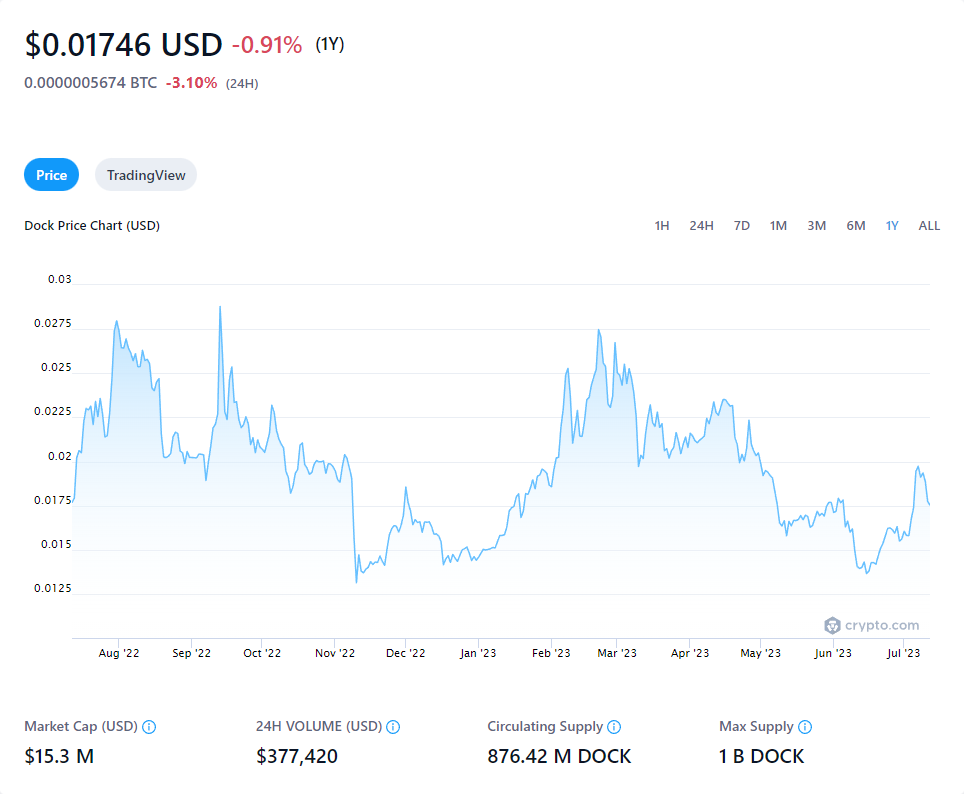 $0.01746 USD -0.91% (1Y)
0.0000005674 BTC -3.10% (24H)
Price TradingView
Dock Price Chart (USD) 1H 24H 7D 1M 3M 6M 1Y ALL
0.03
0.0275
0.025
0.0225
0.02
0.0175
0.015
0.0125
crypto.com
Aug '22 Sep '22 Oct '22 Nov '22 Dec '22 Jan '23 Feb '23 Mar '23 Apr '23 May '23 Jun '23 Jul '23
Market Cap (USD) 24H VOLUME (USD) Circulating Supply Max Supply
$15.3 M $377,420 876.42 M DOCK 1 B DOCK